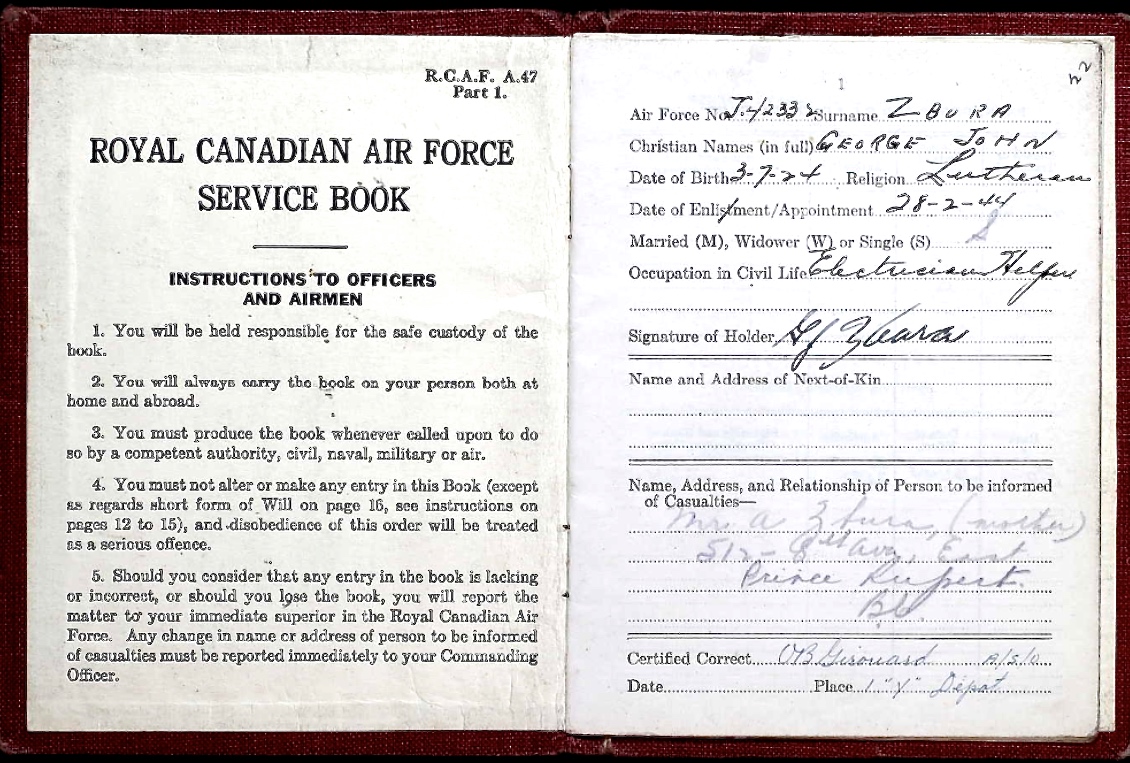 R.C.A.F. A.47
Part 1.
ROYAL CANADIAN AIR FORCE
SERVICE BOOK
INSTRUCTIONS TO OFFICERS
AND AIRMEN
1. You will be held responsible for the safe custody of the
book.
2. You will always carry the book on your person both at
home and abroad.
3. You must produce the book whenever called upon to do
so by a competent authority, civil, naval, military or air.
4. You must not alter or make any entry in this Book (except
as regards short form of Will on page 16, see instructions on
pages 12 to 15), and disobedience of this order will be treated
as a serious offence.
5. Should you consider that any entry in the book is lacking
or incorrect, or should you lose the book, you will report the
matter to your immediate superior in the Royal Canadian Air
Force. Any change in name or address of person to be informed
of casualties must be reported immediately to your Commanding
Officer.
22
1
Air Force No. J.42332 Surname ZBURA
Christian Names (in full) GEORGE JOHN
Date of Birth 3-7-24 Religion Lutheran
Date of Enlistment/Appointment 28-2-44
Married (M), Widower (W) or Single (S) S
Occupation in Civil Life Electrician Helper
Signature of Holder GJ Zbura
Name and Address of Next-of-Kin
Name, Address, and Relationship of Person to be informed
of Casualties—
Mrs. A Zbura (mother)
512 - 8th Ave, East
Prince Rupert
BC.
Certified Correct Girouard A/S/O
Date Place 1 "Y" Depot